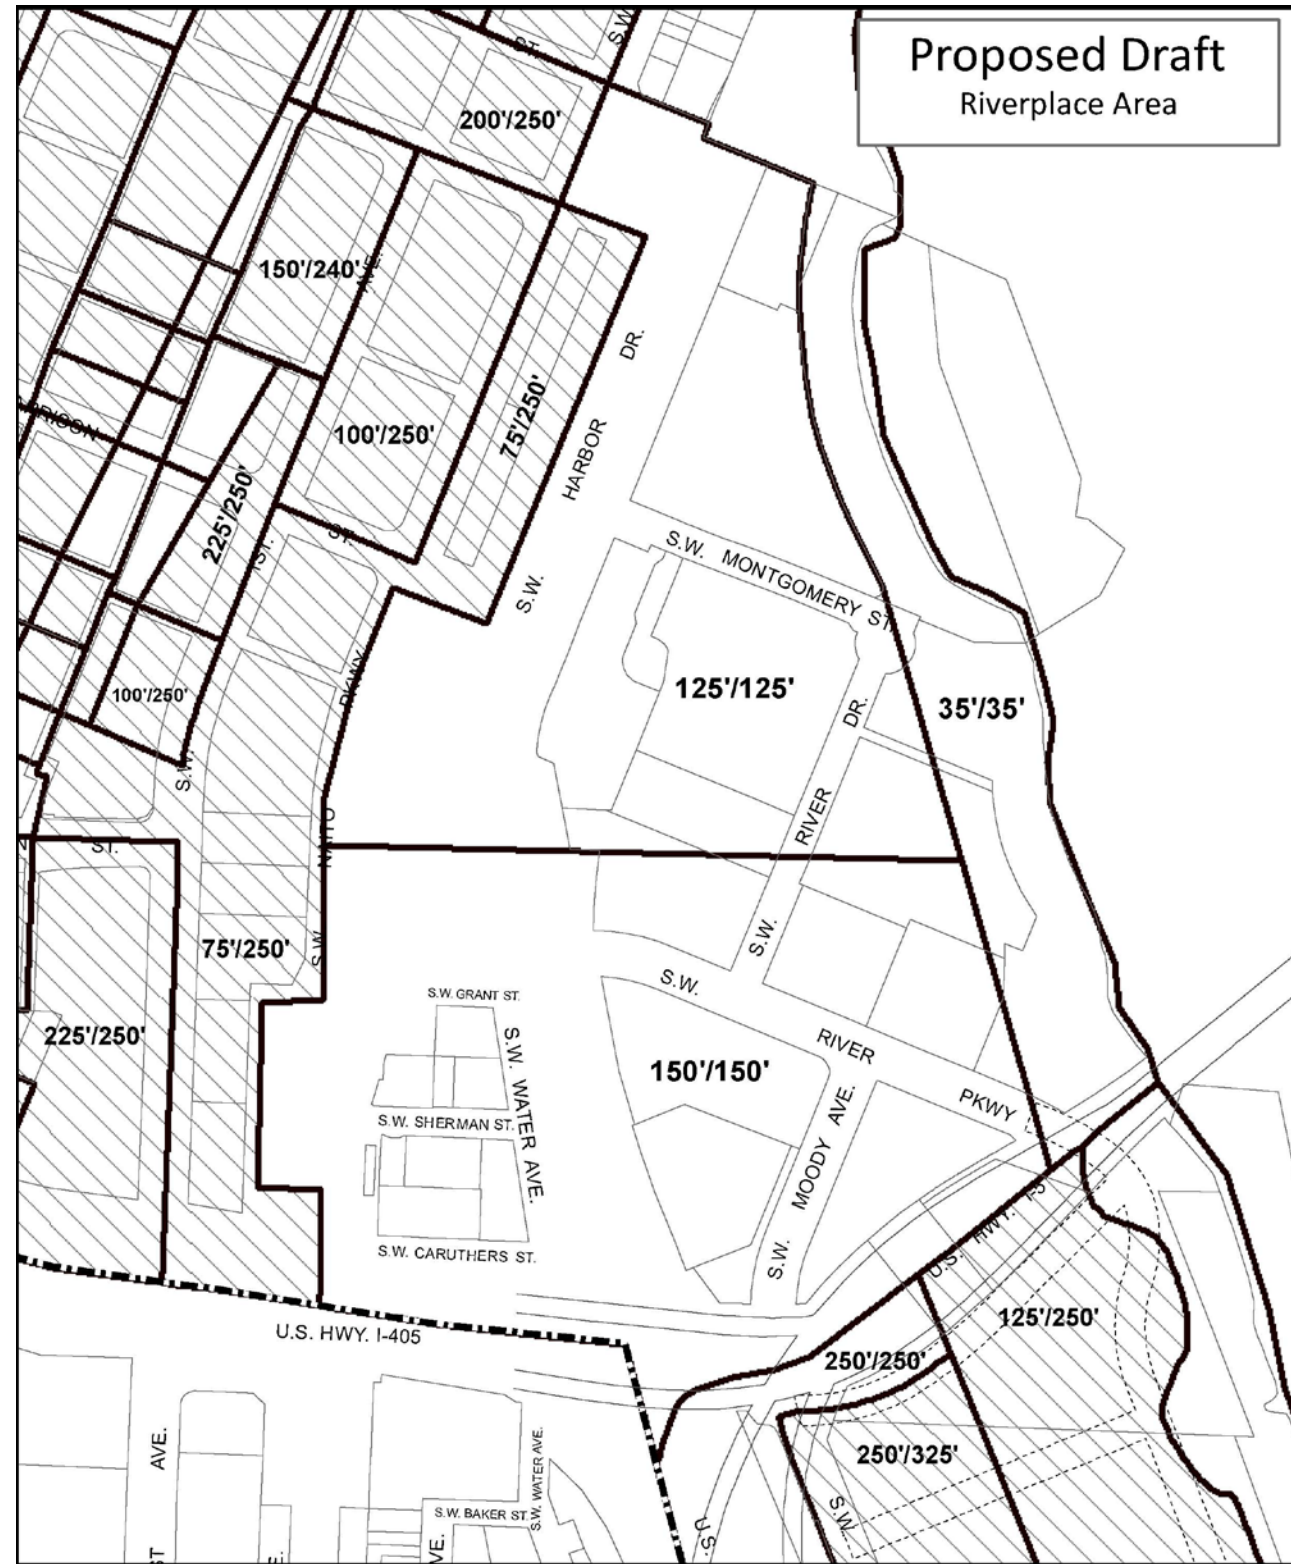 Proposed Draft
Riverplace Area
ST.
S.W.
200'/250'
150'/240'
AVE.
DR.
HARBOR
S.W.
75'/250'
100'/250'
225'/250'
ST.
S.W. MONTGOMERY ST.
125'/125'
35'/35'
100'/250'
PKWY
NAITO
S.W.
S.W.
DR.
RIVER
S.W.
ST.
75'/250'
225'/250'
S.W. GRANT ST.
S.W. WATER AVE.
S.W. SHERMAN ST.
S.W. CARUTHERS ST.
S.W.
RIVER
PKWY
150'/150'
AVE.
MOODY
S.W.
U.S. HWY. I-5
125'/250'
250'/250'
250'/325'
U.S. HWY. I-405
AVE.
S.W. WATER AVE.
S.W. BAKER ST.
U.S.
S.W.